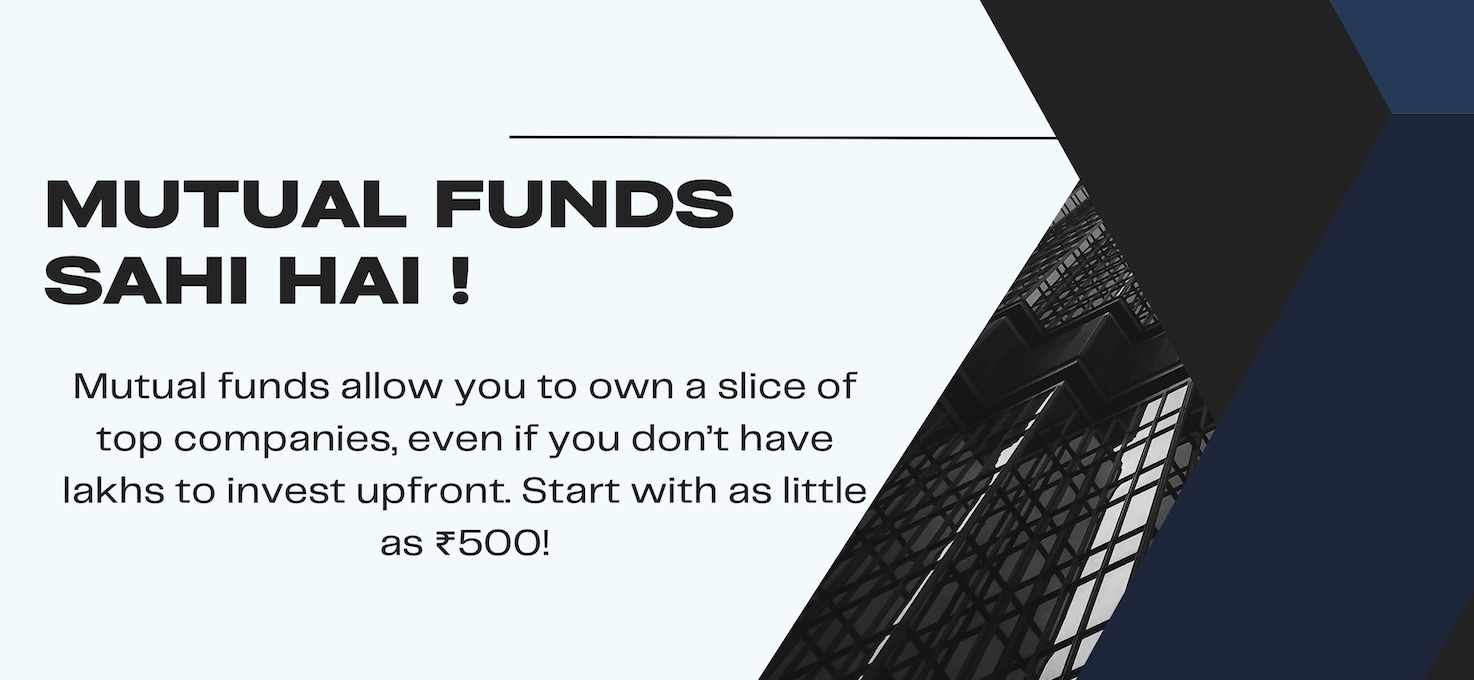 MUTUAL FUNDS
SAHI HAI !
Mutual funds allow you to own a slice of
top companies, even if you don’t have
lakhs to invest upfront. Start with as little
as ₹500!